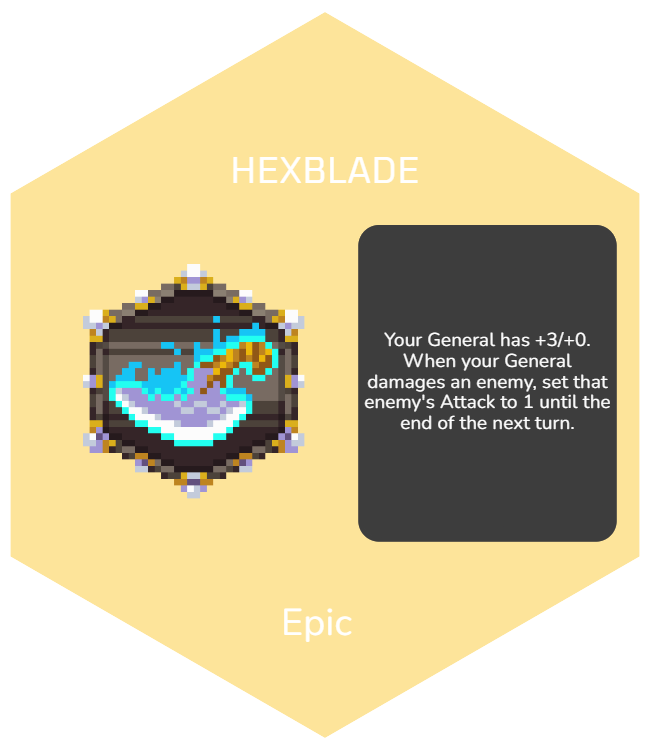 HEXBLADE
Your General has +3/+0.
When your General
damages an enemy, set that
enemy's Attack to 1 until the
end of the next turn.
Epic